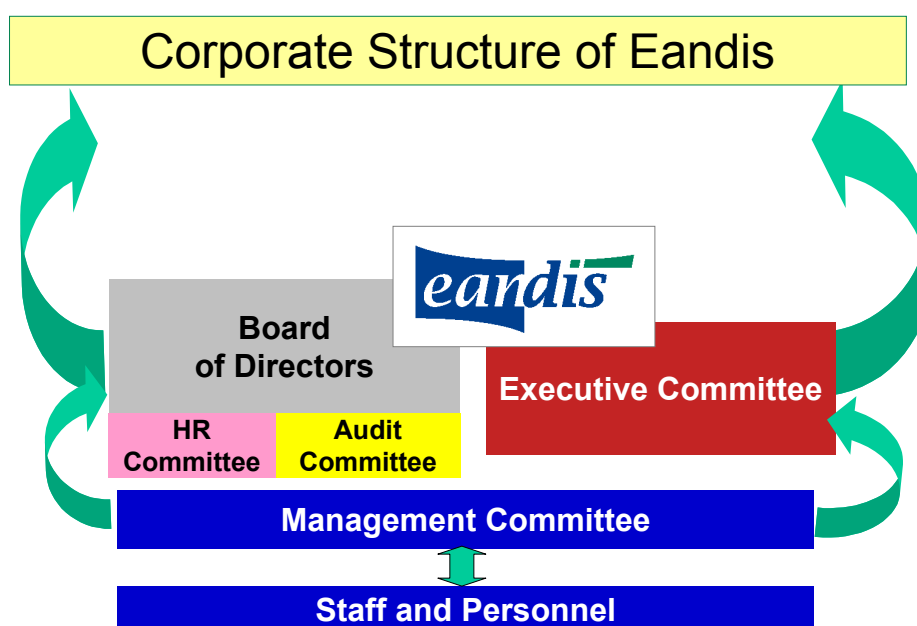 Corporate Structure of Eandis
eandis
Board
of Directors
Executive Committee
HR
Committee
Audit
Committee
Management Committee
Staff and Personnel